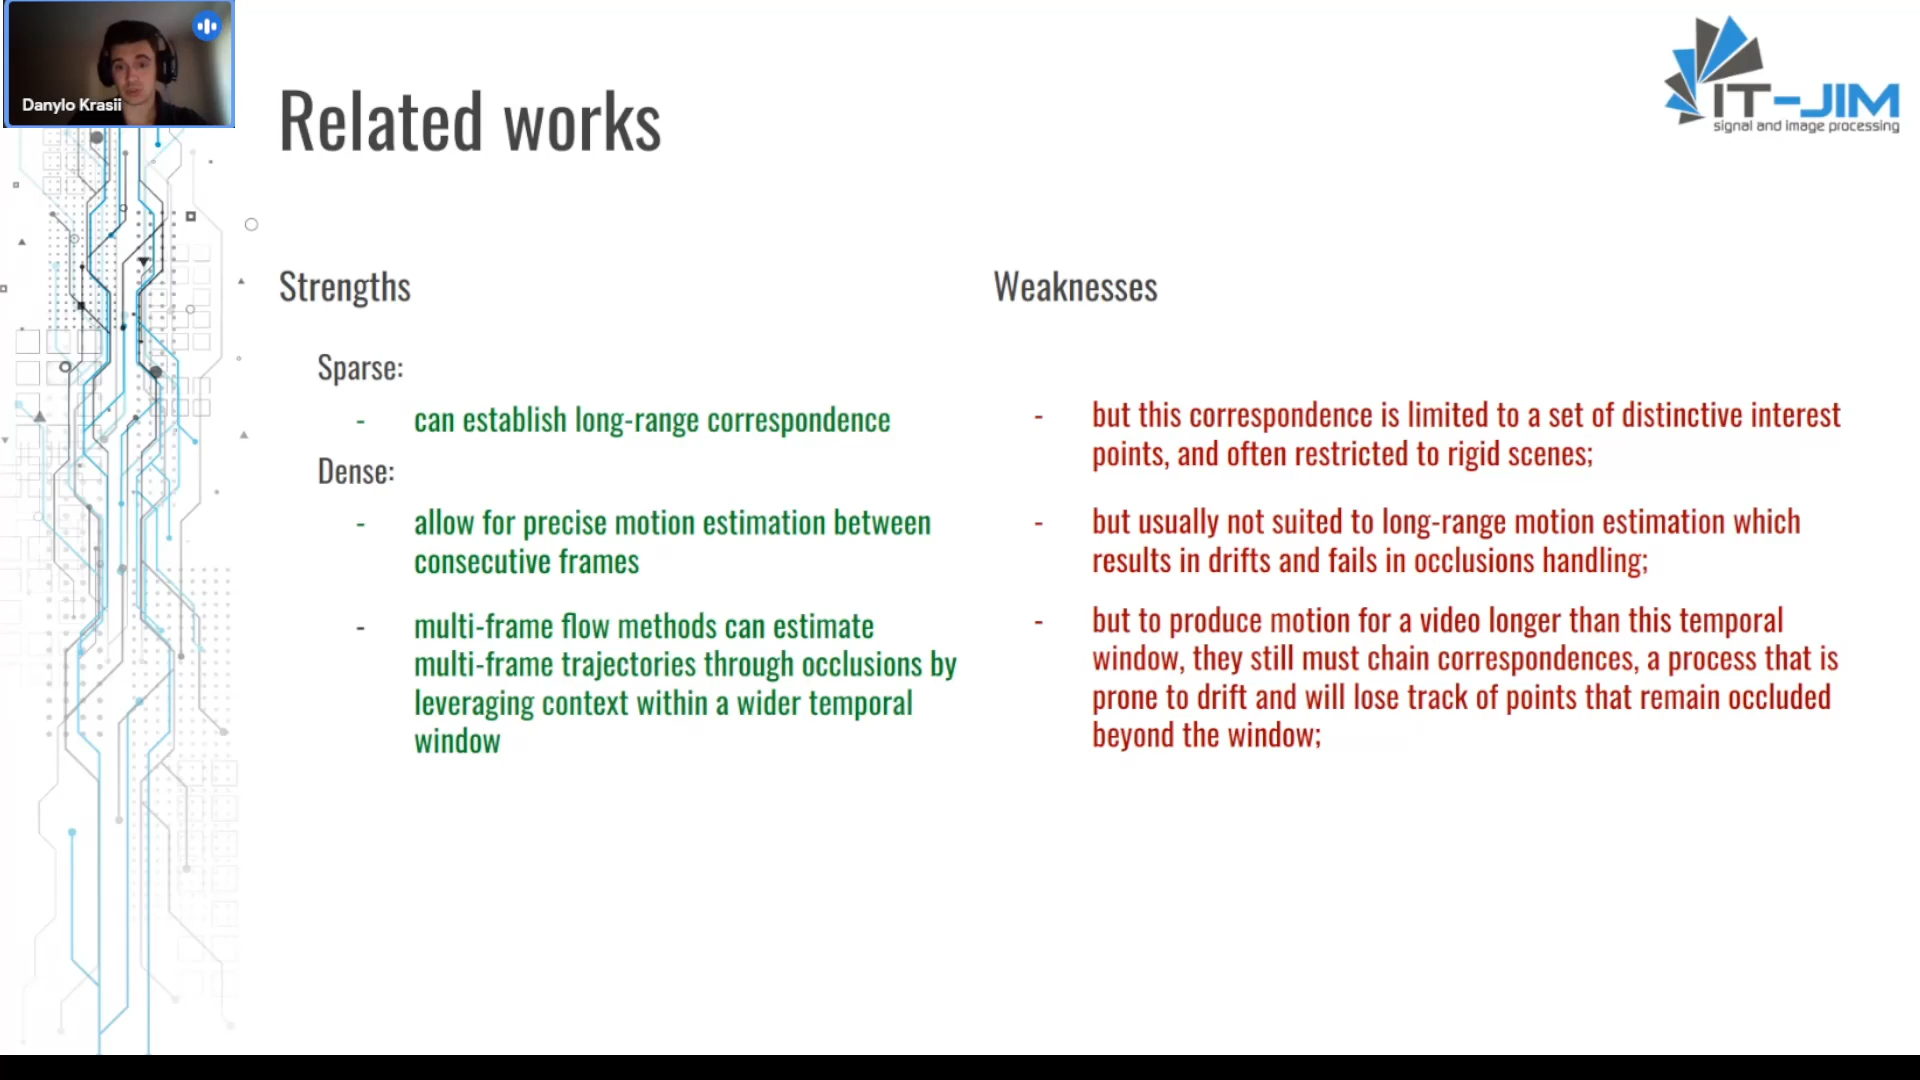 Danylo Krasii
IT-JIM
signal and image processing
Related works
Strengths
Sparse:
- can establish long-range correspondence
Dense:
- allow for precise motion estimation between
consecutive frames
- multi-frame flow methods can estimate
multi-frame trajectories through occlusions by
leveraging context within a wider temporal
window
Weaknesses
- but this correspondence is limited to a set of distinctive interest
points, and often restricted to rigid scenes;
- but usually not suited to long-range motion estimation which
results in drifts and fails in occlusions handling;
- but to produce motion for a video longer than this temporal
window, they still must chain correspondences, a process that is
prone to drift and will lose track of points that remain occluded
beyond the window;